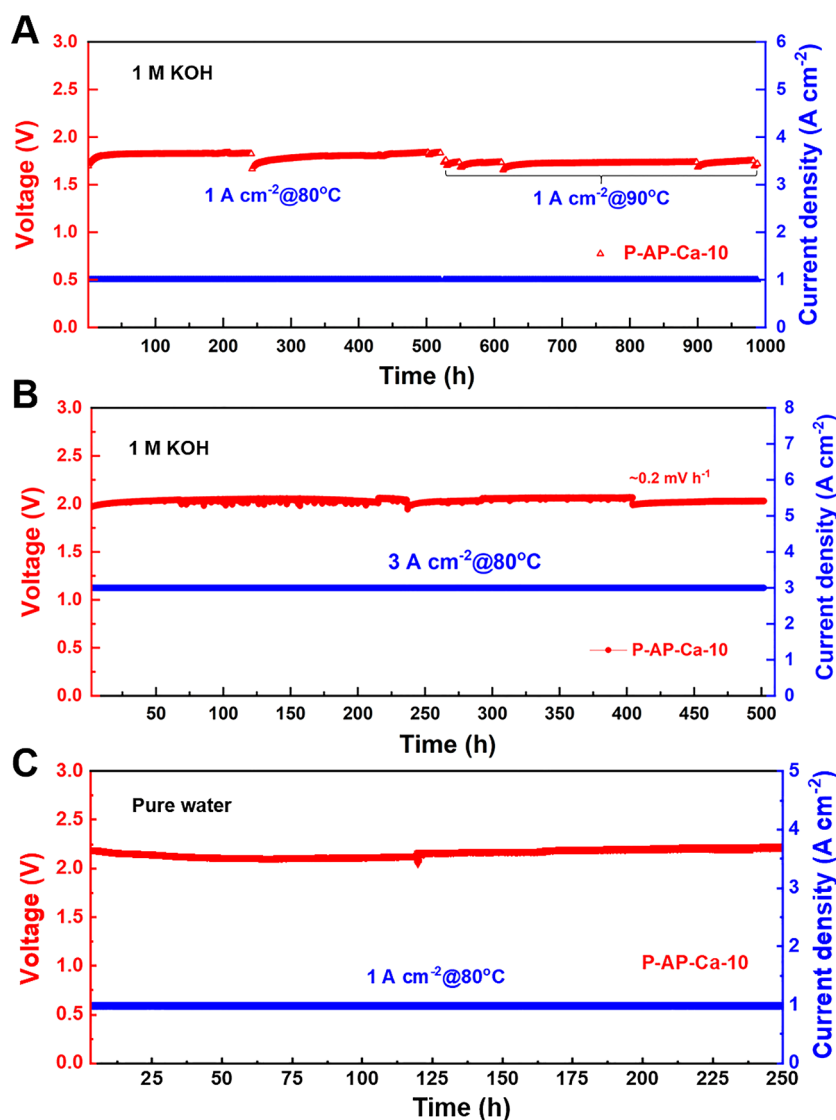 A
1 M KOH
1 A cm-2@80oC
1 A cm-2@90oC
P-AP-Ca-10
Voltage (V)
3.0
2.5
2.0
1.5
1.0
0.5
0.0
Current density (A cm-2)
6
5
4
3
2
1
0
100 200 300 400 500 600 700 800 900 1000
Time (h)
B
1 M KOH
~0.2 mV h-1
3 A cm-2@80oC
P-AP-Ca-10
Voltage (V)
3.0
2.5
2.0
1.5
1.0
0.5
0.0
Current density (A cm-2)
8
7
6
5
4
3
2
1
0
50 100 150 200 250 300 350 400 450 500
Time (h)
C
Pure water
1 A cm-2@80oC
P-AP-Ca-10
Voltage (V)
3.0
2.5
2.0
1.5
1.0
0.5
0.0
Current density (A cm-2)
5
4
3
2
1
0
25 50 75 100 125 150 175 200 225 250
Time (h)